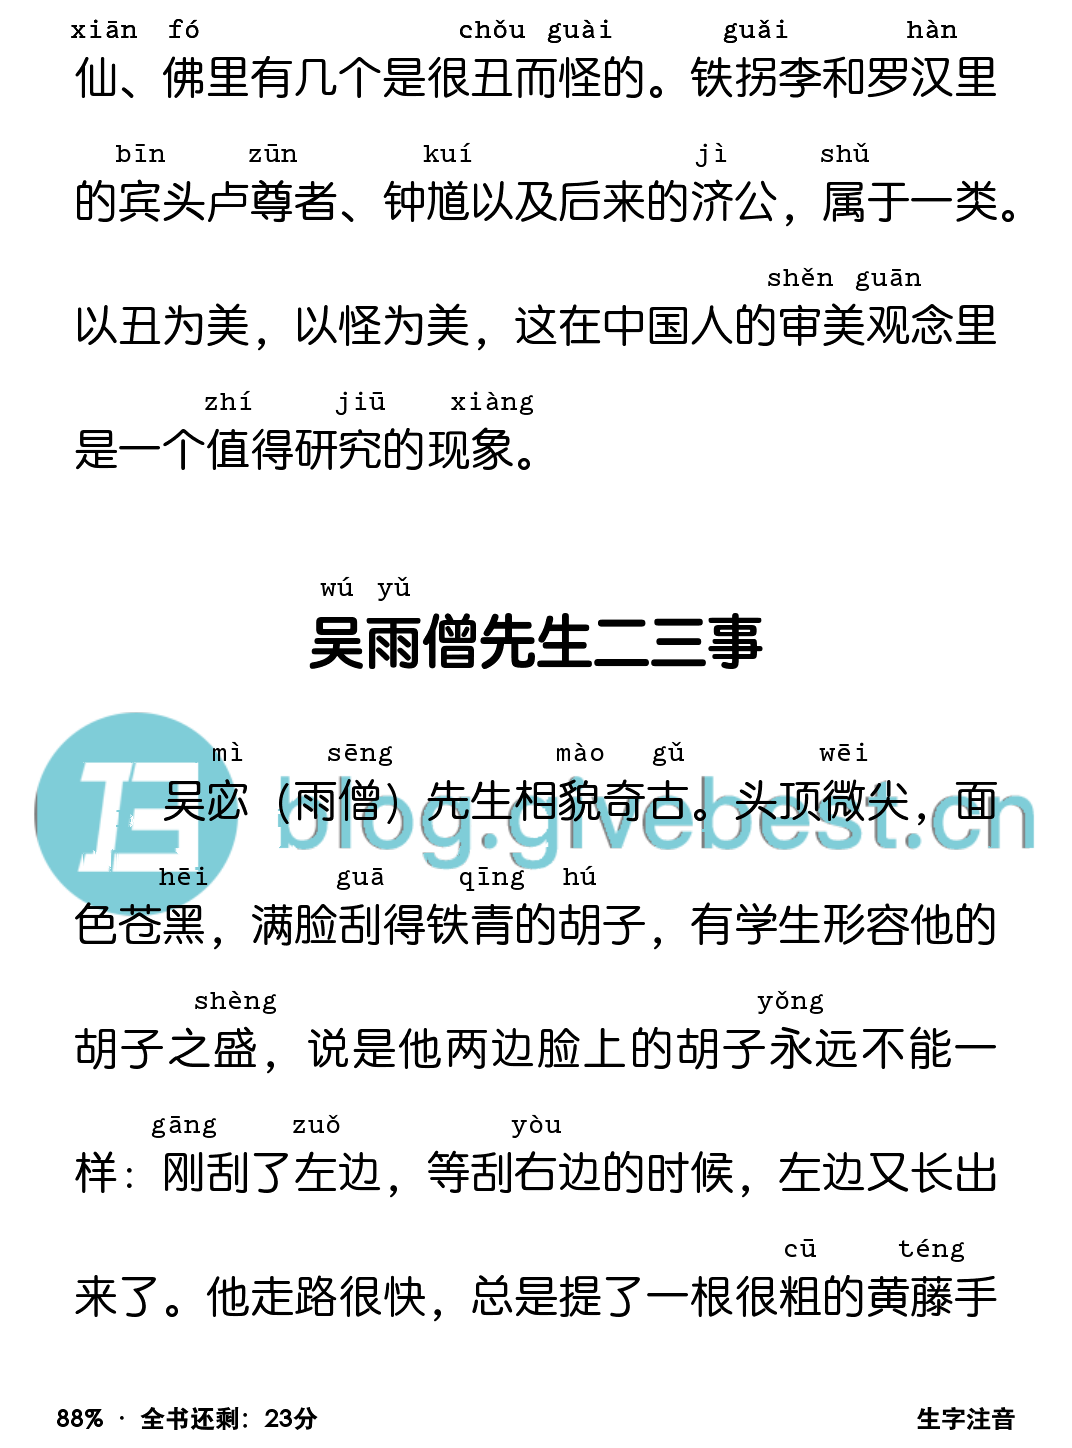 xiān fó chǒu guài guǎi hàn
仙、佛里有几个是很丑而怪的。铁拐李和罗汉里
bīn zūn kuí jì shǔ
的宾头卢尊者、钟馗以及后来的济公，属于一类。
shěn guān
以丑为美，以怪为美，这在中国人的审美观念里
zhí jiū xiàng
是一个值得研究的现象。
wú yǔ
吴雨僧先生二三事
mì sēng mào gǔ wēi
吴宓（雨僧）先生相貌奇古。头顶微尖，面
blog.givebest.cn
hēi guā qīng hú
色苍黑，满脸刮得铁青的胡子，有学生形容他的
shèng yǒng
胡子之盛，说是他两边脸上的胡子永远不能一
gāng zuǒ yòu
样：刚刮了左边，等刮右边的时候，左边又长出
cū téng
来了。他走路很快，总是提了一根很粗的黄藤手
88% · 全书还剩：23分 生字注音